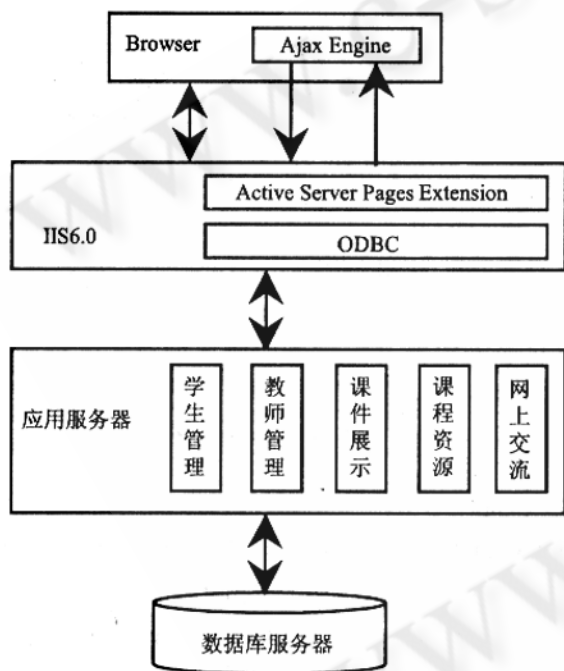 Browser
Ajax Engine
Active Server Pages Extension
IIS6.0
ODBC
应用服务器
学生管理
教师管理
课件展示
课程资源
网上交流
数据库服务器